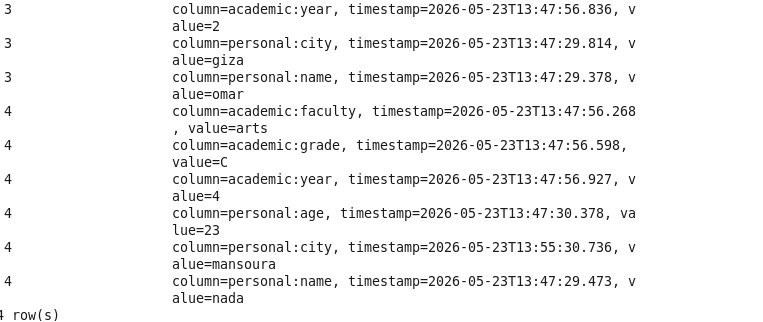 3 column=academic:year, timestamp=2026-05-23T13:47:56.836, v
alue=2
3 column=personal:city, timestamp=2026-05-23T13:47:29.814, v
alue=giza
3 column=personal:name, timestamp=2026-05-23T13:47:29.378, v
alue=omar
4 column=academic:faculty, timestamp=2026-05-23T13:47:56.268
, value=arts
4 column=academic:grade, timestamp=2026-05-23T13:47:56.598,
value=C
4 column=academic:year, timestamp=2026-05-23T13:47:56.927, v
alue=4
4 column=personal:age, timestamp=2026-05-23T13:47:30.378, va
lue=23
4 column=personal:city, timestamp=2026-05-23T13:55:30.736, v
alue=mansoura
4 column=personal:name, timestamp=2026-05-23T13:47:29.473, v
alue=nada
4 row(s)